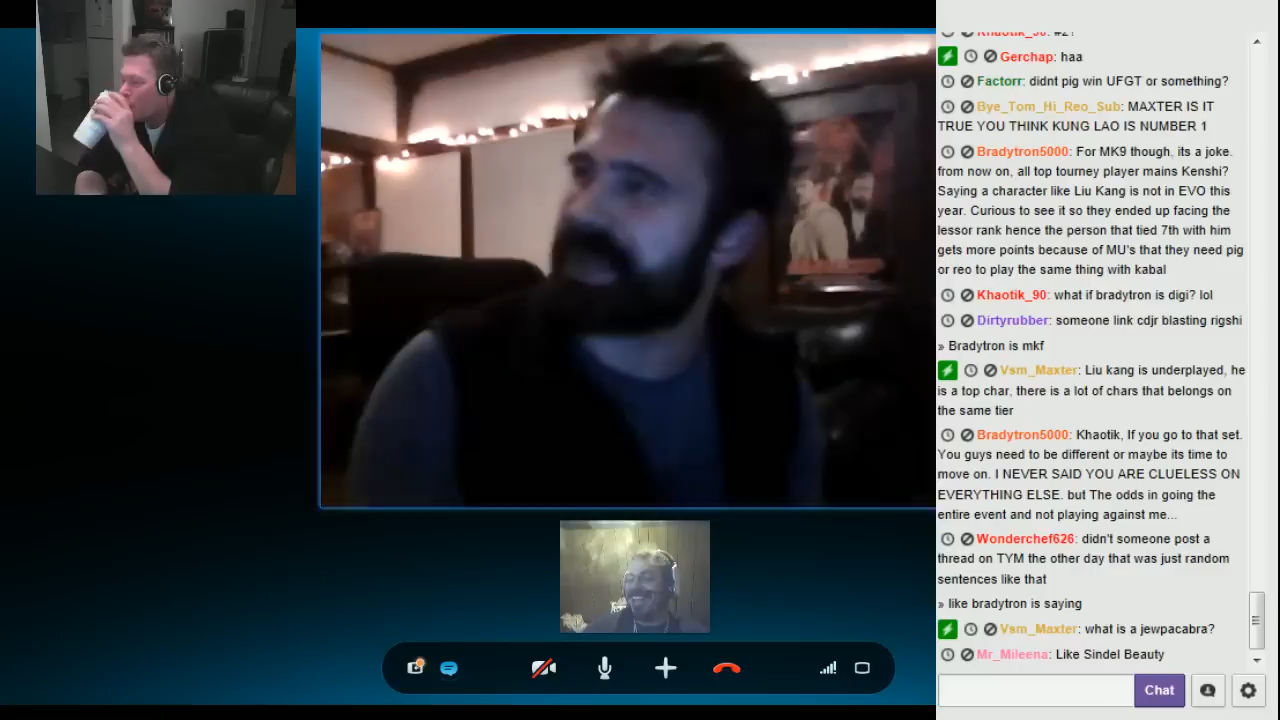 Khaotik_90: #2?
Gerchap: haa
Factorr: didnt pig win UFGT or something?
Bye_Tom_Hi_Reo_Sub: MAXTER IS IT
TRUE YOU THINK KUNG LAO IS NUMBER 1
Bradytron5000: For MK9 though, its a joke.
from now on, all top tourney player mains Kenshi?
Saying a character like Liu Kang is not in EVO this
year. Curious to see it so they ended up facing the
lessor rank hence the person that tied 7th with him
gets more points because of MU's that they need pig
or reo to play the same thing with kabal
Khaotik_90: what if bradytron is digi? lol
Dirtyrubber: someone link cdjr blasting rigshi
» Bradytron is mkf
Vsm_Maxter: Liu kang is underplayed, he
is a top char, there is a lot of chars that belongs on
the same tier
Bradytron5000: Khaotik, If you go to that set.
You guys need to be different or maybe its time to
move on. I NEVER SAID YOU ARE CLUELESS ON
EVERYTHING ELSE. but The odds in going the
entire event and not playing against me...
Wonderchef626: didn't someone post a
thread on TYM the other day that was just random
sentences like that
» like bradytron is saying
Vsm_Maxter: what is a jewpacabra?
Mr_Mileena: Like Sindel Beauty
Chat